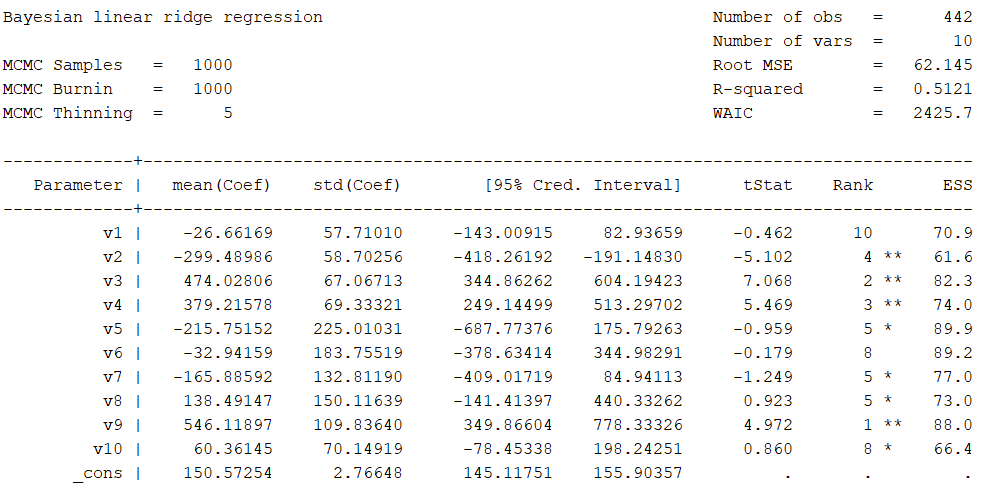 Bayesian linear ridge regression                                       Number of obs   =      442
                                                                       Number of vars  =       10
MCMC Samples   =   1000                                                Root MSE        =   62.145
MCMC Burnin    =   1000                                                R-squared       =   0.5121
MCMC Thinning  =      5                                                WAIC            =   2425.7

-------------+-----------------------------------------------------------------------------------
   Parameter |   mean(Coef)    std(Coef)        [95% Cred. Interval]      tStat    Rank       ESS
-------------+-----------------------------------------------------------------------------------
          v1 |    -26.66169     57.71010     -143.00915     82.93659     -0.462      10      70.9
          v2 |   -299.48986     58.70256     -418.26192   -191.14830     -5.102       4 **   61.6
          v3 |    474.02806     67.06713      344.86262    604.19423      7.068       2 **   82.3
          v4 |    379.21578     69.33321      249.14499    513.29702      5.469       3 **   74.0
          v5 |   -215.75152    225.01031     -687.77376    175.79263     -0.959       5 *    89.9
          v6 |    -32.94159    183.75519     -378.63414    344.98291     -0.179       8      89.2
          v7 |   -165.88592    132.81190     -409.01719     84.94113     -1.249       5 *    77.0
          v8 |    138.49147    150.11639     -141.41397    440.33262      0.923       5 *    73.0
          v9 |    546.11897    109.83640      349.86604    778.33326      4.972       1 **   88.0
         v10 |     60.36145     70.14919      -78.45338    198.24251      0.860       8 *    66.4
       _cons |    150.57254      2.76648      145.11751    155.90357          .       .         .